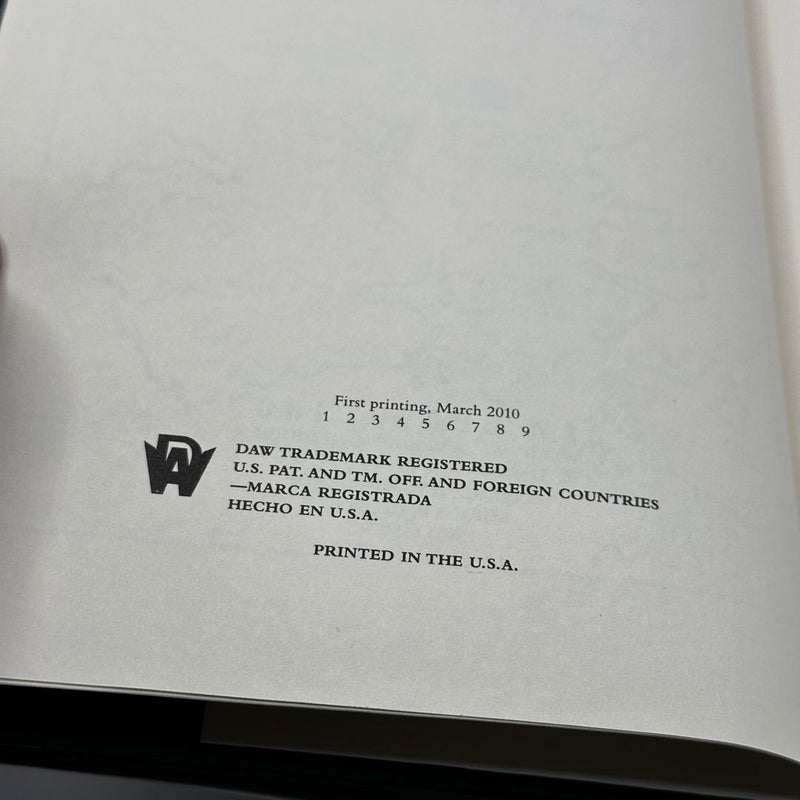 First printing, March 2010
1 2 3 4 5 6 7 8 9
DAW
DAW TRADEMARK REGISTERED
U.S. PAT. AND TM. OFF. AND FOREIGN COUNTRIES
—MARCA REGISTRADA
HECHO EN U.S.A.
PRINTED IN THE U.S.A.